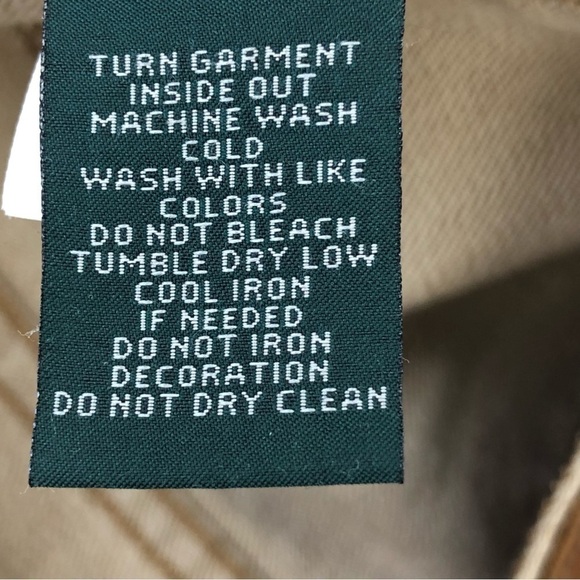 TURN GARMENT
INSIDE OUT
MACHINE WASH
COLD
WASH WITH LIKE
COLORS
DO NOT BLEACH
TUMBLE DRY LOW
COOL IRON
IF NEEDED
DO NOT IRON
DECORATION
DO NOT DRY CLEAN